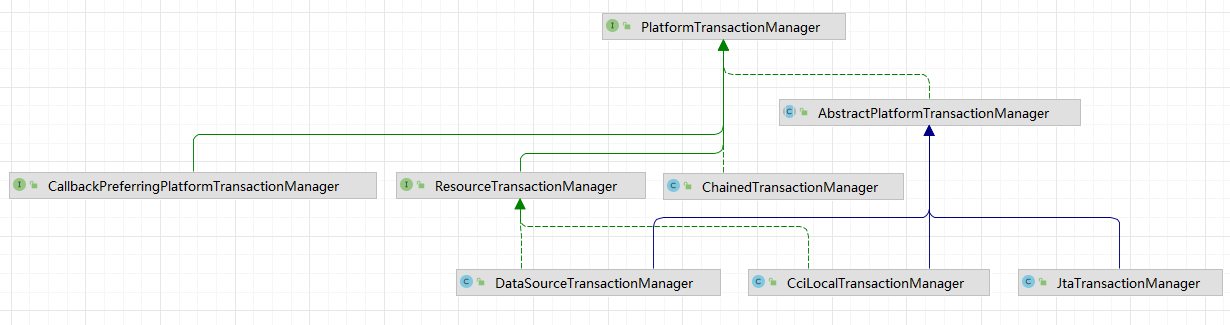 I PlatformTransactionManager
C AbstractPlatformTransactionManager
I CallbackPreferringPlatformTransactionManager
I ResourceTransactionManager
C ChainedTransactionManager
C DataSourceTransactionManager
C CciLocalTransactionManager
C JtaTransactionManager